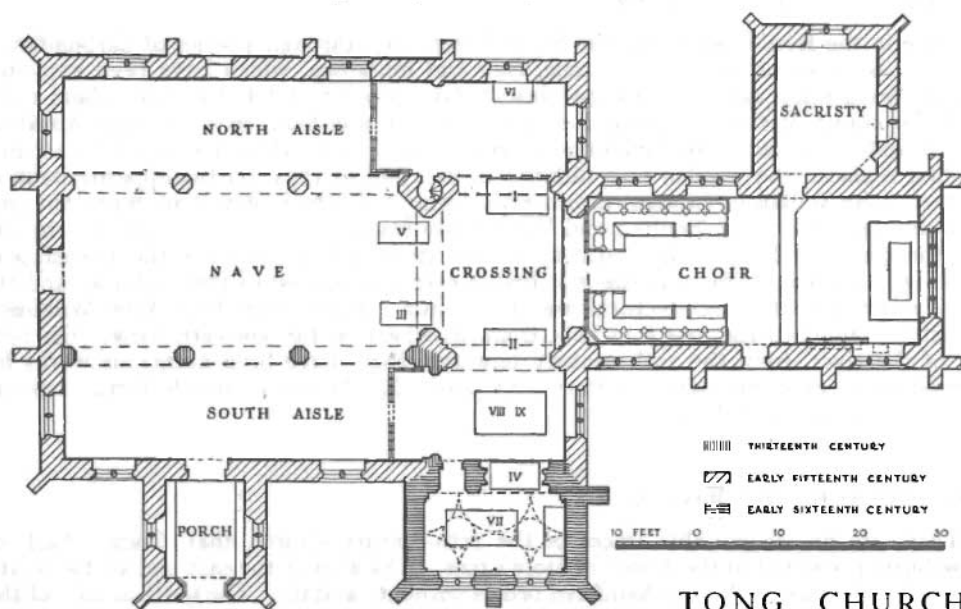 VI
NORTH AISLE
SACRISTY
I
V
NAVE
CROSSING
CHOIR
III
II
SOUTH AISLE
VIII IX
IV
PORCH
VII
THIRTEENTH CENTURY
EARLY FIFTEENTH CENTURY
EARLY SIXTEENTH CENTURY
10 FEET 0 10 20 30
TONG CHURCH